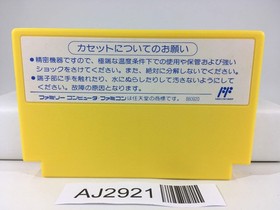 カセットについてのお願い
●精密機器ですので、極端な温度条件下での使用や保管および強い
ショックをさけてください。また、絶対に分解しないでください。
●端子部に手を触れたり、水にぬらしたりして汚さないようにして
ください。故障の原因となります。
ファミリーコンピュータ ファミコンは任天堂の商標です。
AJ2921